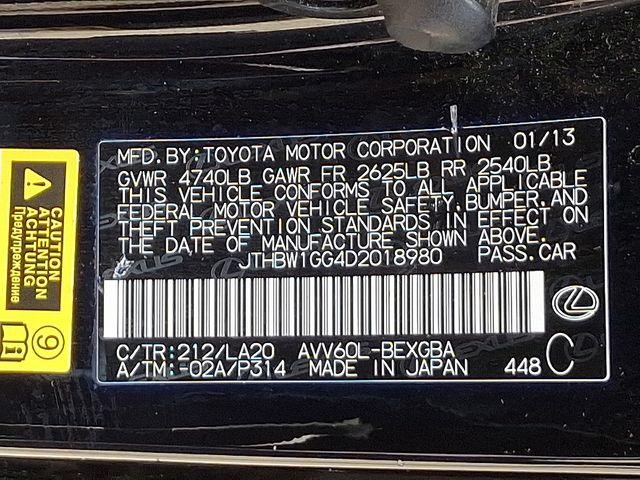 MFD.BY:TOYOTA MOTOR CORPORATION 01/13
GVWR 4740LB GAWR FR 2625LB RR 2540LB
THIS VEHICLE CONFORMS TO ALL APPLICABLE
FEDERAL MOTOR VEHICLE SAFETY,BUMPER,AND
THEFT PREVENTION STANDARDS IN EFFECT ON
THE DATE OF MANUFACTURE SHOWN ABOVE.
JTHBW1GG4D2018980 PASS.CAR
C/TR:212/LA20 AVV60L-BEXGBA
A/TM:-02A/P314 MADE IN JAPAN 448 C
CAUTION
ATTENTION
ACHTUNG
Предупреждение
9